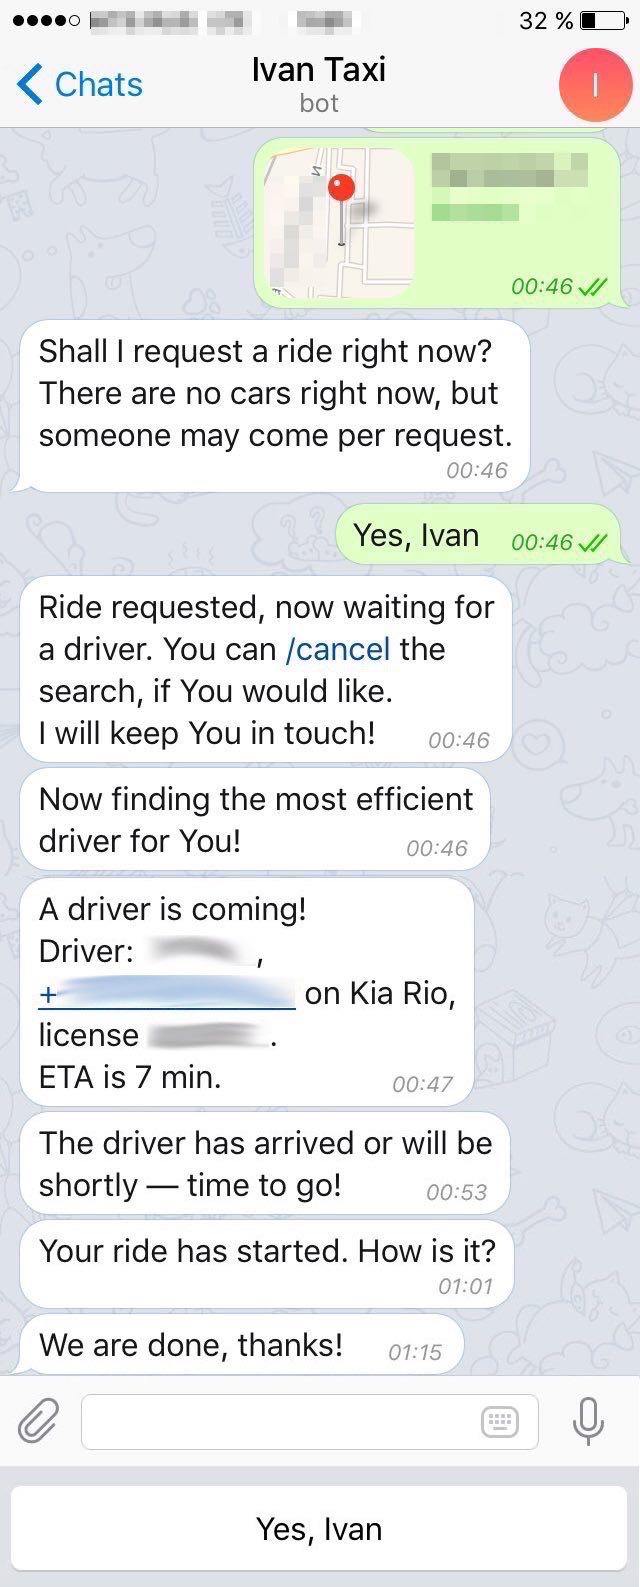 32 %
Chats
Ivan Taxi
bot
I
00:46
Shall I request a ride right now?
There are no cars right now, but
someone may come per request.
00:46
Yes, Ivan 00:46
Ride requested, now waiting for
a driver. You can /cancel the
search, if You would like.
I will keep You in touch! 00:46
Now finding the most efficient
driver for You! 00:46
A driver is coming!
Driver: ,
+ on Kia Rio,
license .
ETA is 7 min. 00:47
The driver has arrived or will be
shortly — time to go! 00:53
Your ride has started. How is it?
01:01
We are done, thanks! 01:15
Yes, Ivan